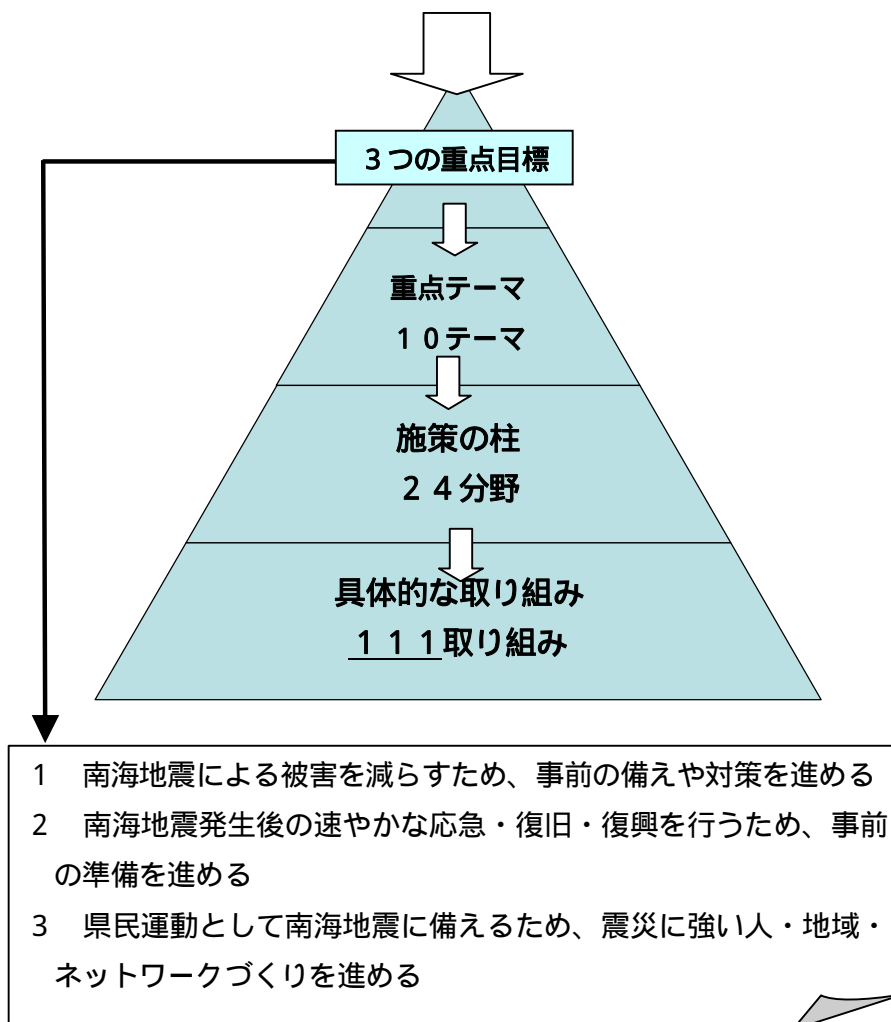 ３つの重点目標
重点テーマ
１０テーマ
施策の柱
２４分野
具体的な取り組み
１１１取り組み
1　南海地震による被害を減らすため、事前の備えや対策を進める
2　南海地震発生後の速やかな応急・復旧・復興を行うため、事前
の準備を進める
3　県民運動として南海地震に備えるため、震災に強い人・地域・
ネットワークづくりを進める